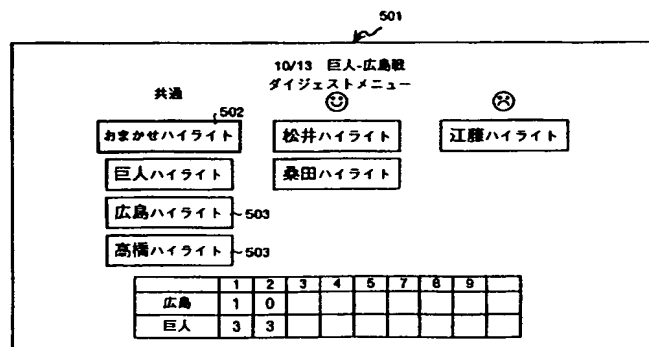 501
10/13 巨人-広島戦
ダイジェストメニュー
共通
502
おまかせハイライト 松井ハイライト 江藤ハイライト
巨人ハイライト 桑田ハイライト
広島ハイライト 503
高橋ハイライト 503
1 2 3 4 5 7 8 9
広島 1 0
巨人 3 3